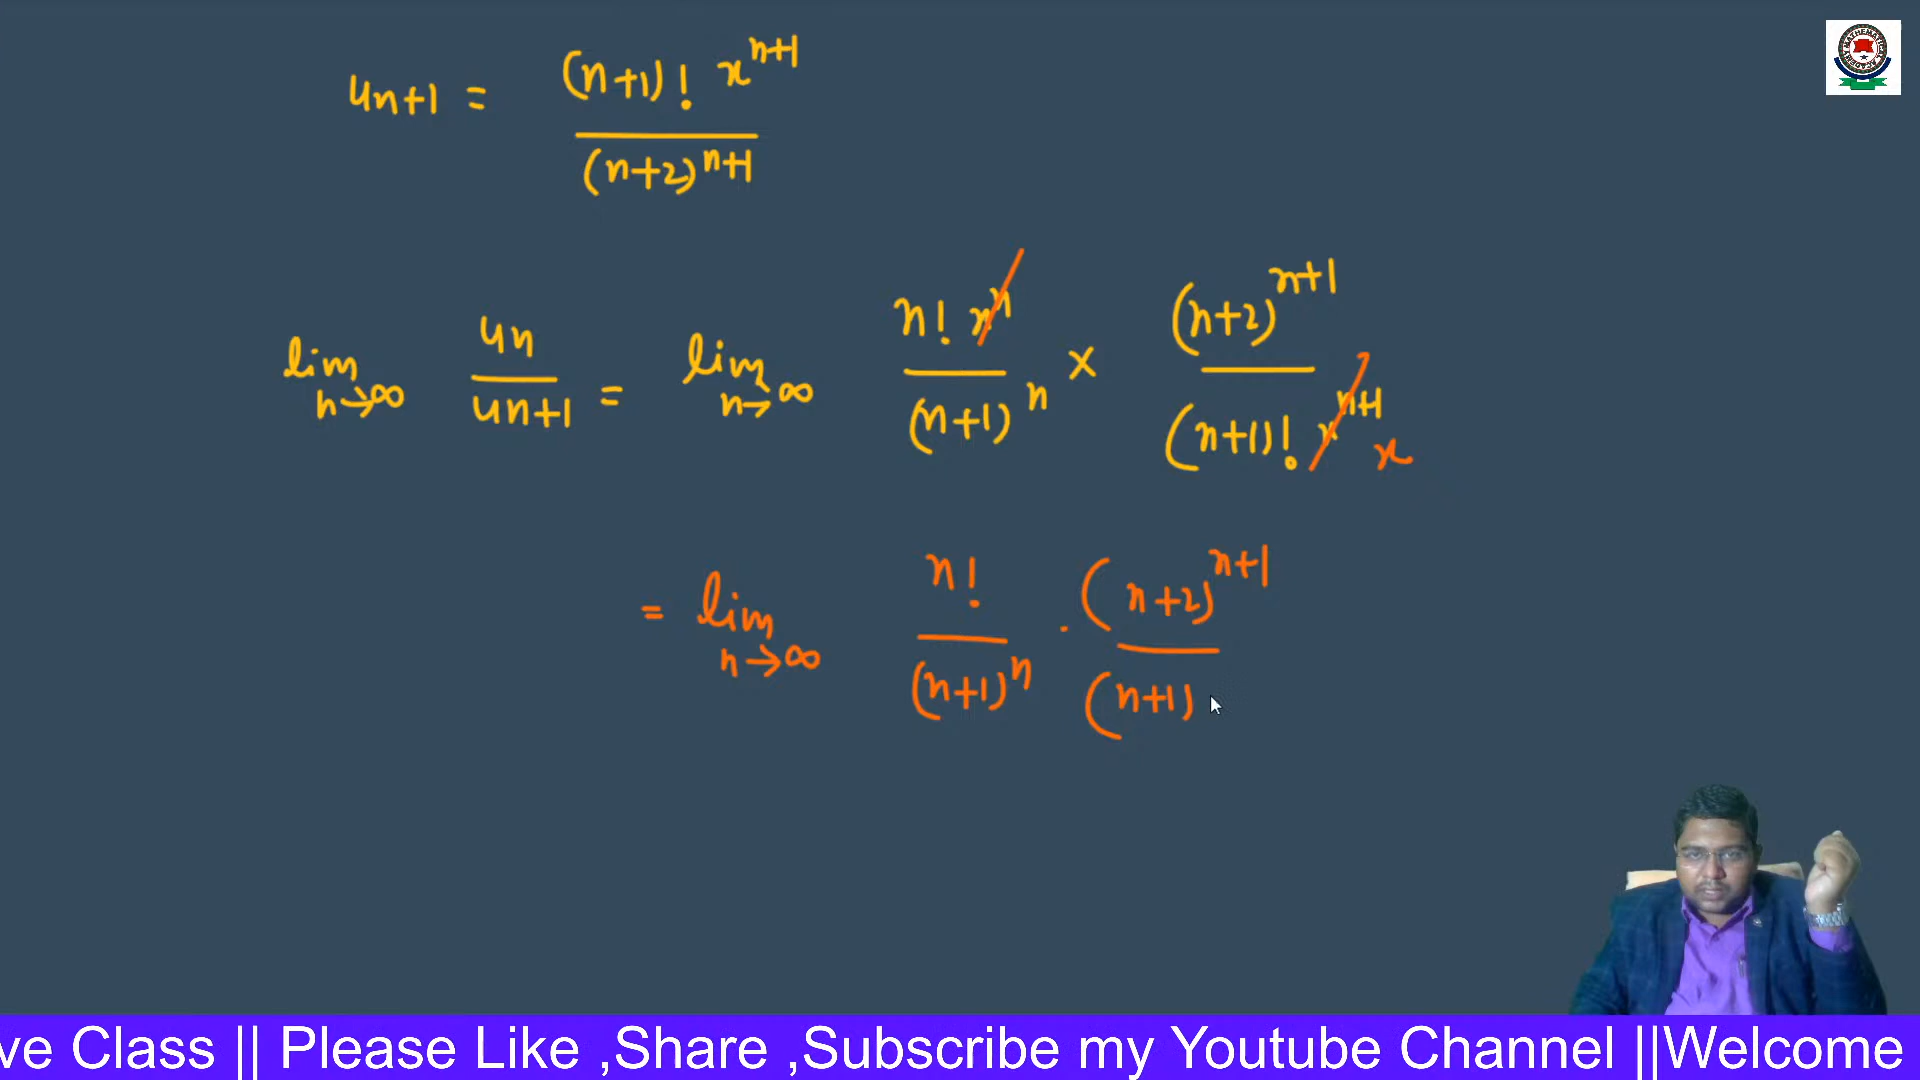 un+1 = (n+1)! x^n+1 / (n+2)^n+1
lim n→∞ un / un+1 = lim n→∞ n! x^n / (n+1)^n × (n+2)^n+1 / (n+1)! x^n+1 x
= lim n→∞ n! / (n+1)^n . (n+2)^n+1 / (n+1)
ve Class || Please Like ,Share ,Subscribe my Youtube Channel ||Welcome